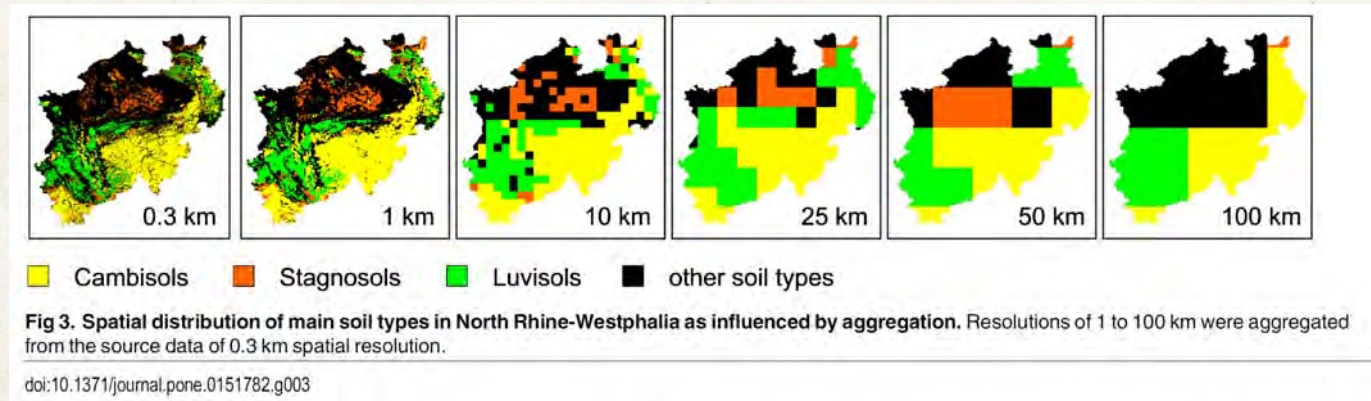 0.3 km
1 km
10 km
25 km
50 km
100 km
Cambisols Stagnosols Luvisols other soil types
Fig 3. Spatial distribution of main soil types in North Rhine-Westphalia as influenced by aggregation. Resolutions of 1 to 100 km were aggregated
from the source data of 0.3 km spatial resolution.
doi:10.1371/journal.pone.0151782.g003